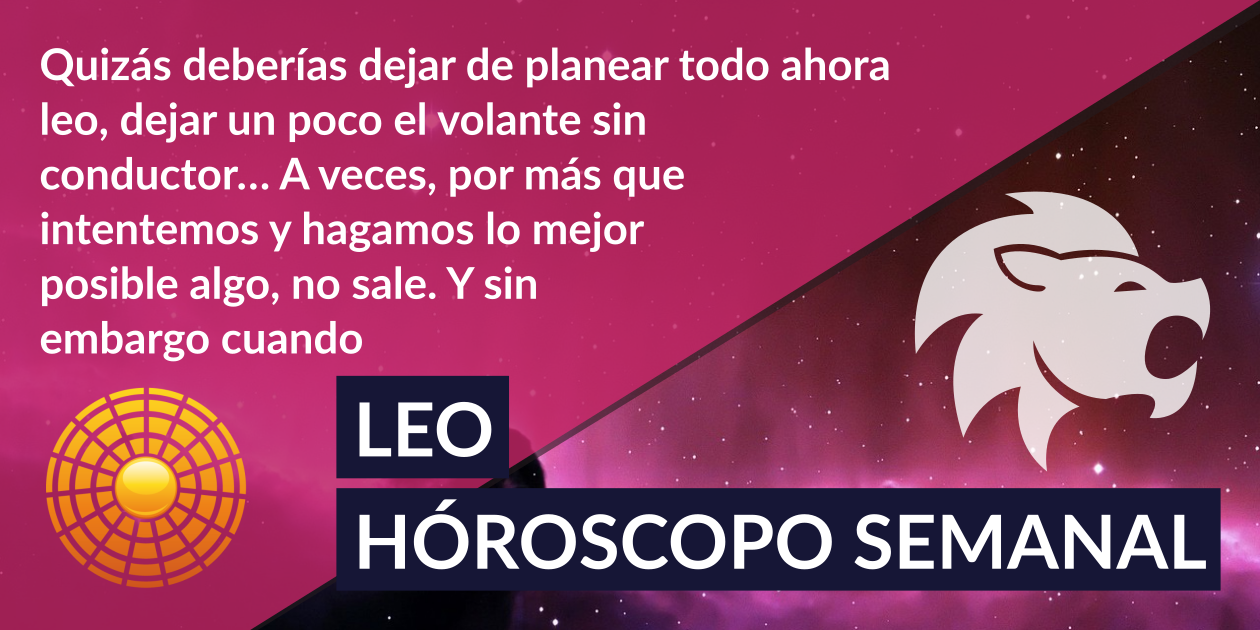 Quizás deberías dejar de planear todo ahora
leo, dejar un poco el volante sin
conductor... A veces, por más que
intentemos y hagamos lo mejor
posible algo, no sale. Y sin
embargo cuando
LEO
HÓROSCOPO SEMANAL